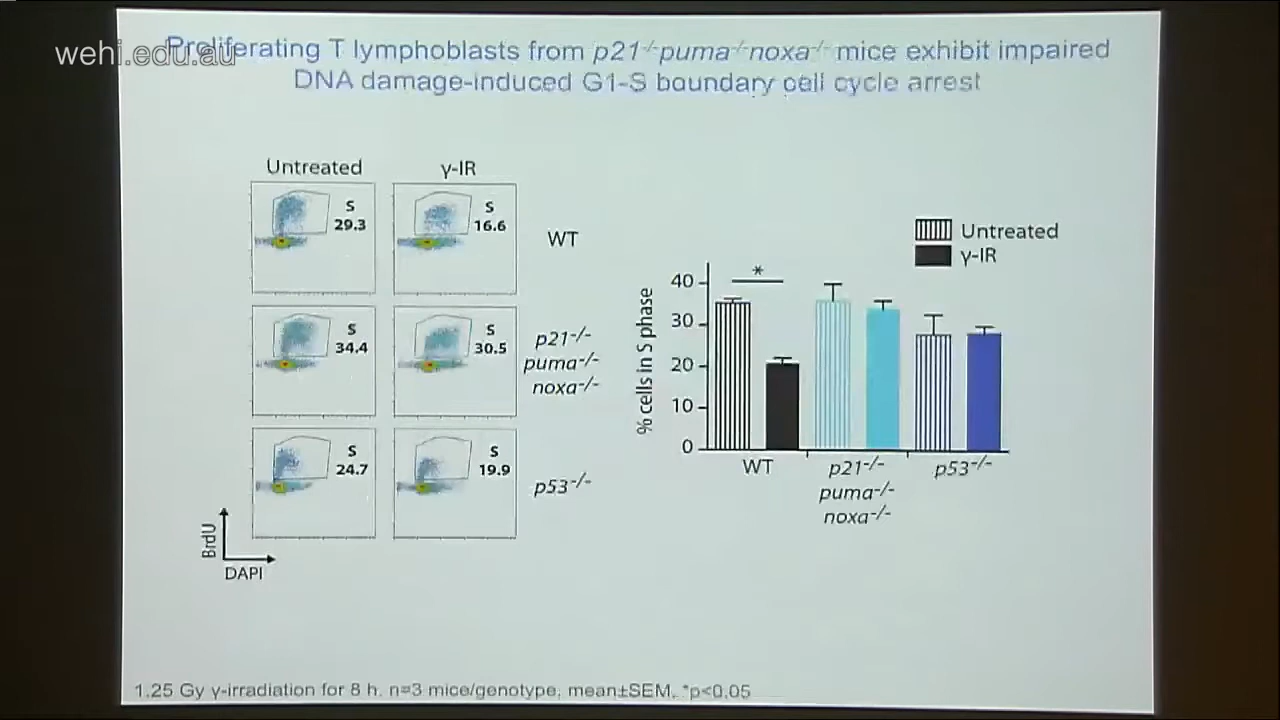 wehi.edu.au
Proliferating T lymphoblasts from p21-/-puma-/-noxa-/- mice exhibit impaired
DNA damage-induced G1-S boundary cell cycle arrest
Untreated
γ-IR
S
29.3
S
16.6
WT
S
34.4
S
30.5
p21-/-
puma-/-
noxa-/-
S
24.7
S
19.9
p53-/-
BrdU
DAPI
Untreated
γ-IR
% cells in S phase
40
30
20
10
0
*
WT
p21-/-
puma-/-
noxa-/-
p53-/-
1.25 Gy γ-irradiation for 8 h. n=3 mice/genotype, mean±SEM, *p<0.05